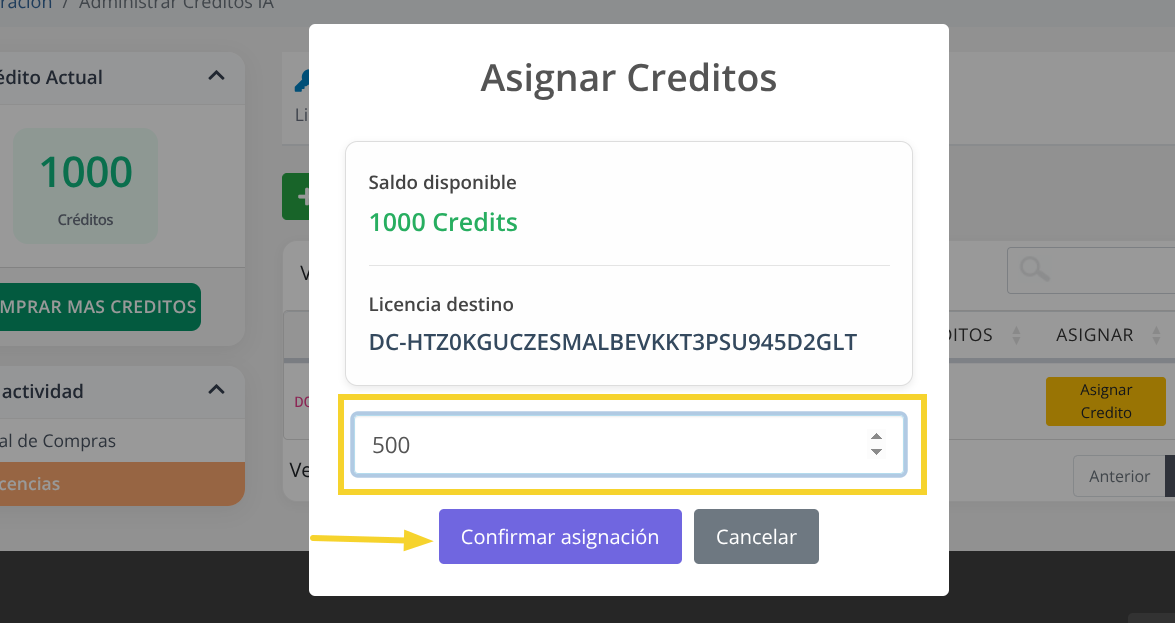 ración / Administrar Creditos IA
édito Actual
1000
Créditos
MPRAR MAS CREDITOS
actividad
al de Compras
cencias
Li
Asignar Creditos
Saldo disponible
1000 Credits
Licencia destino
DC-HTZ0KGUCZESMALBEVKKT3PSU945D2GLT
500
Confirmar asignación
Cancelar
DITOS
ASIGNAR
DC
Asignar
Credito
Ve
Anterior